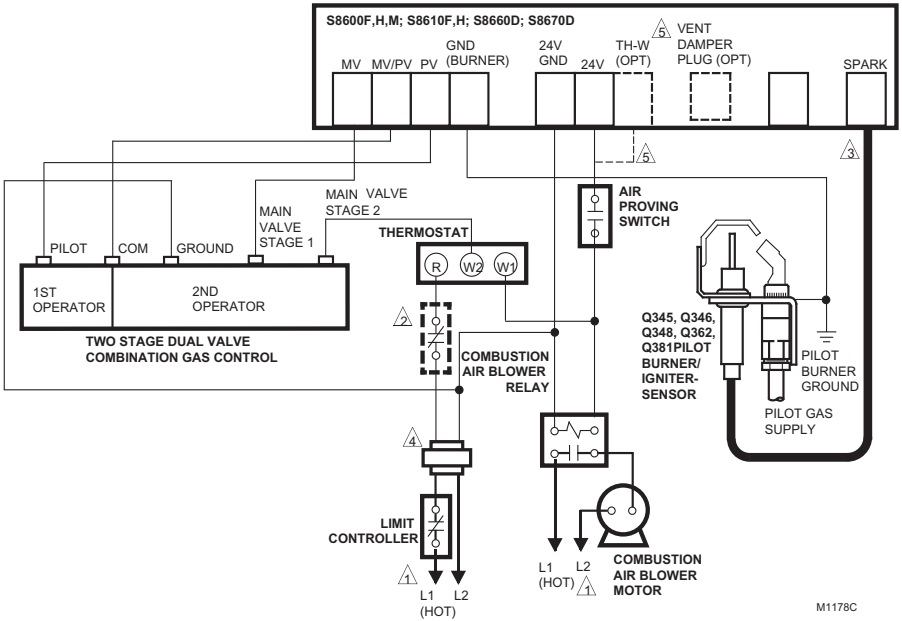 S8600F,H,M; S8610F,H; S8660D; S8670D
MV
MV/PV
PV
GND
(BURNER)
24V
GND
24V
TH-W
(OPT)
5
VENT
DAMPER
PLUG (OPT)
SPARK
5
3
AIR
PROVING
SWITCH
MAIN
VALVE
STAGE 1
MAIN VALVE
STAGE 2
PILOT
COM
GROUND
THERMOSTAT
R
W2
W1
1ST
OPERATOR
2ND
OPERATOR
TWO STAGE DUAL VALVE
COMBINATION GAS CONTROL
2
COMBUSTION
AIR BLOWER
RELAY
Q345, Q346,
Q348, Q362,
Q381PILOT
BURNER/
IGNITER-
SENSOR
PILOT
BURNER
GROUND
PILOT GAS
SUPPLY
4
LIMIT
CONTROLLER
1
L1
(HOT)
L2
L1
(HOT)
L2
1
COMBUSTION
AIR BLOWER
MOTOR
M1178C